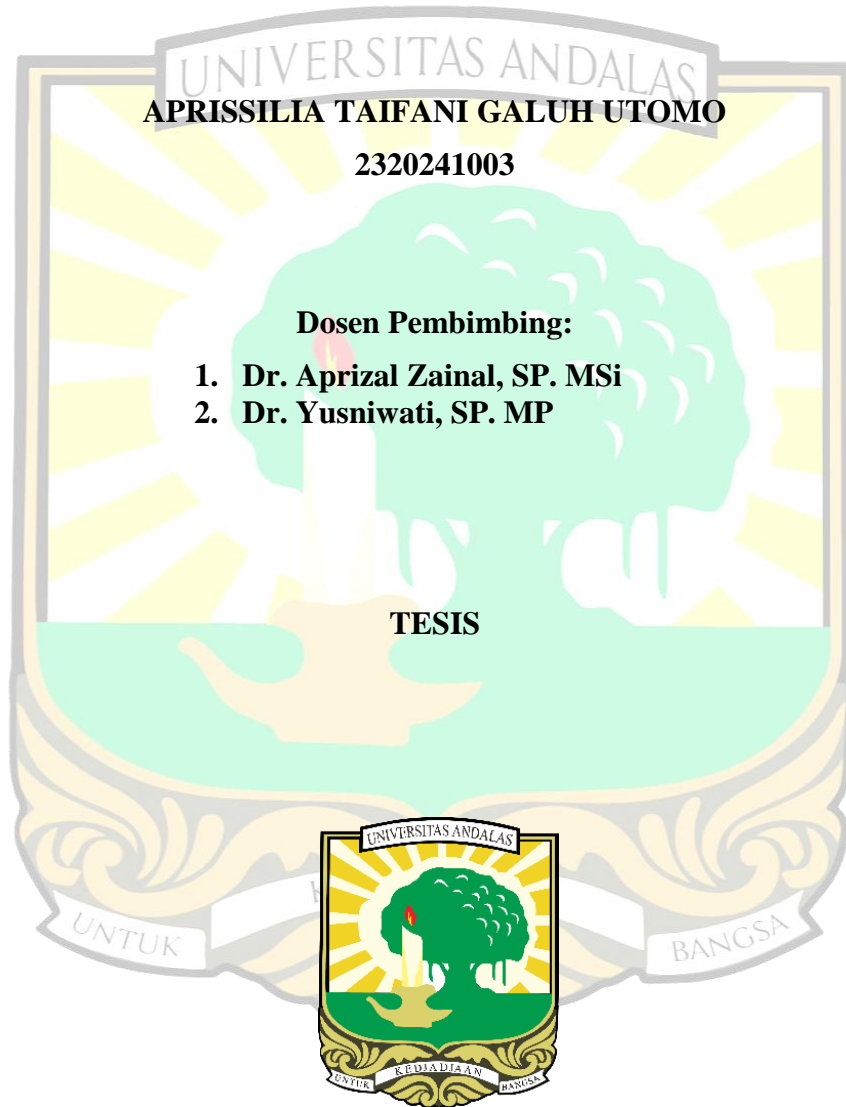 UNIVERSITAS ANDALAS
APRISSILIA TAIFANI GALUH UTOMO
2320241003
Dosen Pembimbing:
1. Dr. Aprizal Zainal, SP. MSi
2. Dr. Yusniwati, SP. MP
TESIS
UNIVERSITAS ANDALAS
UNTUK
BANGSA
UNTUK KEDJADJAAN BANGSA